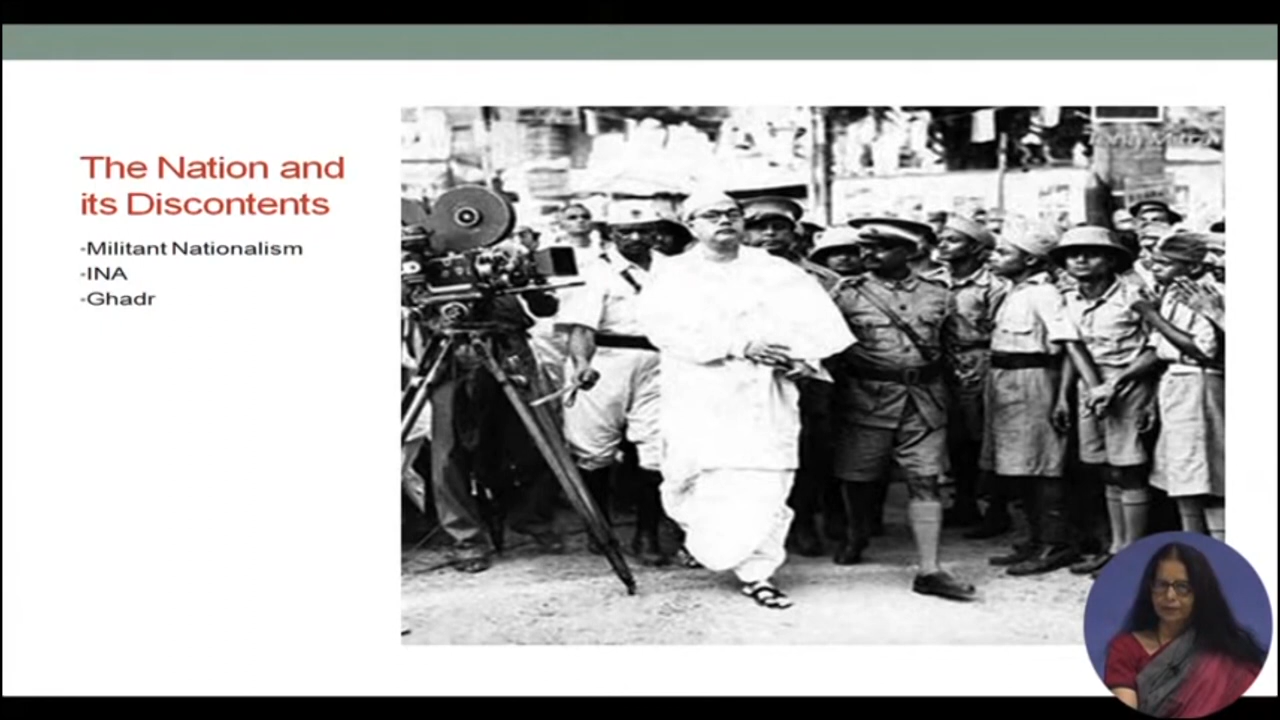 The Nation and
its Discontents
•Militant Nationalism
•INA
•Ghadr